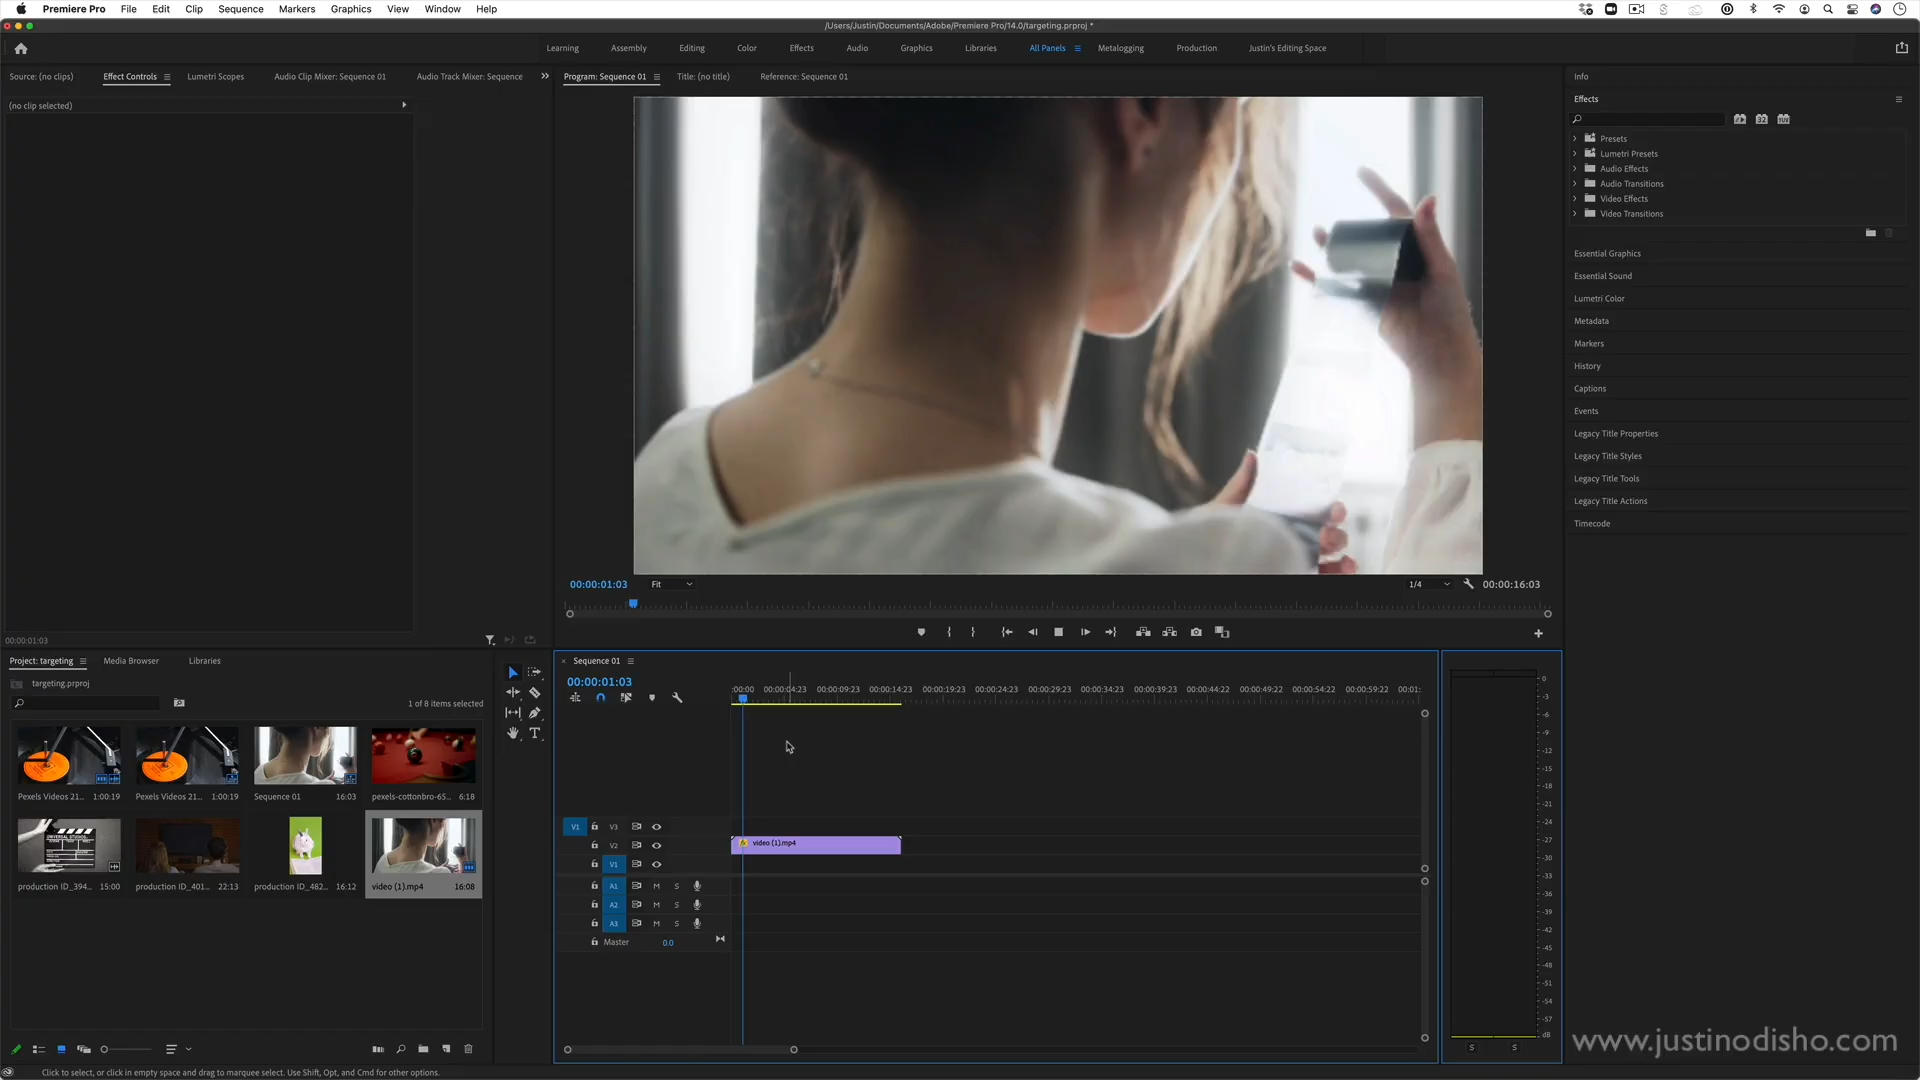 Premiere Pro File Edit Clip Sequence Markers Graphics View Window Help
/Users/Justin/Documents/Adobe/Premiere Pro/14.0/targeting.prproj *
Learning Assembly Editing Color Effects Audio Graphics Libraries All Panels Metalogging Production Justin's Editing Space
Source: (no clips) Effect Controls Lumetri Scopes Audio Clip Mixer: Sequence 01 Audio Track Mixer: Sequence
(no clip selected)
00:00:01:03
Program: Sequence 01 Title: (no title) Reference: Sequence 01
00:00:01:03 Fit 1/4 00:00:16:03
Info
Effects
Presets
Lumetri Presets
Audio Effects
Audio Transitions
Video Effects
Video Transitions
Essential Graphics
Essential Sound
Lumetri Color
Metadata
Markers
History
Captions
Events
Legacy Title Properties
Legacy Title Styles
Legacy Title Tools
Legacy Title Actions
Timecode
Project: targeting Media Browser Libraries
targeting.prproj
1 of 8 items selected
Pexels Videos 21... 1:00:19 Pexels Videos 21... 1:00:19 Sequence 01 16:03 pexels-cottonbro-65... 6:18
production ID_394... 15:00 production ID_401... 22:13 production ID_482... 16:12 video (1).mp4 16:08
Sequence 01
00:00:01:03
:00:00 00:00:04:23 00:00:09:23 00:00:14:23 00:00:19:23 00:00:24:23 00:00:29:23 00:00:34:23 00:00:39:23 00:00:44:22 00:00:49:22 00:00:54:22 00:00:59:22 00:01:
V1 V3
V2 video (1).mp4
V1
A1 M S
A2 M S
A3 M S
Master 0.0
0
-3
-6
-9
-12
-15
-18
-21
-24
-27
-30
-33
-36
-39
-42
-45
-48
-51
-54
-57
dB
S S
Click to select, or click in empty space and drag to marquee select. Use Shift, Opt, and Cmd for other options.
www.justinodisho.com